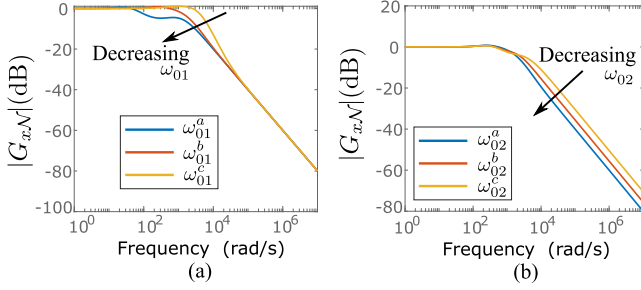 0
-20
-40
-60
-80
-100
|G_{xN}|(dB)
Decreasing
ω_{01}
ω_{01}^{a}
ω_{01}^{b}
ω_{01}^{c}
10^0 10^2 10^4 10^6
Frequency (rad/s)
(a)
20
0
-20
-40
-60
80
|G_{xN}|(dB)
Decreasing
ω_{02}
ω_{02}^{a}
ω_{02}^{b}
ω_{02}^{c}
10^0 10^2 10^4 10^6
Frequency (rad/s)
(b)